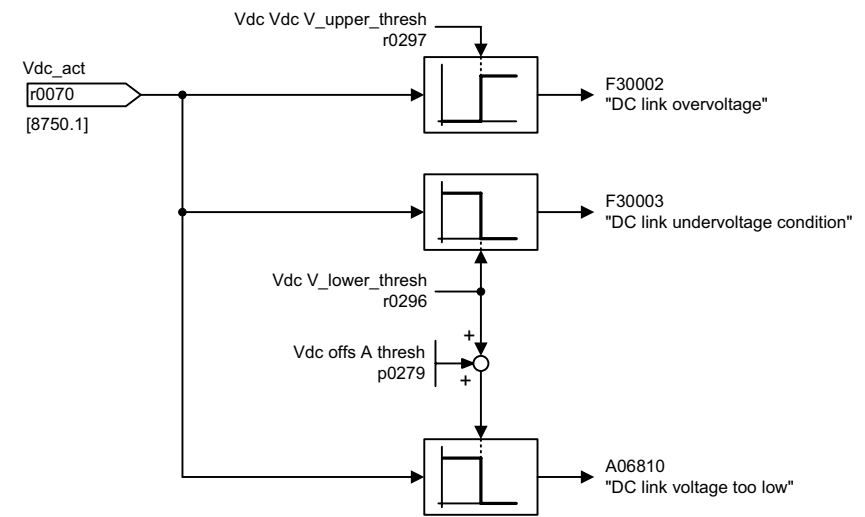 Vdc Vdc V_upper_thresh
r0297
Vdc_act
r0070
[8750.1]
F30002
"DC link overvoltage"
F30003
"DC link undervoltage condition"
Vdc V_lower_thresh
r0296
+
Vdc offs A thresh
p0279
+
A06810
"DC link voltage too low"